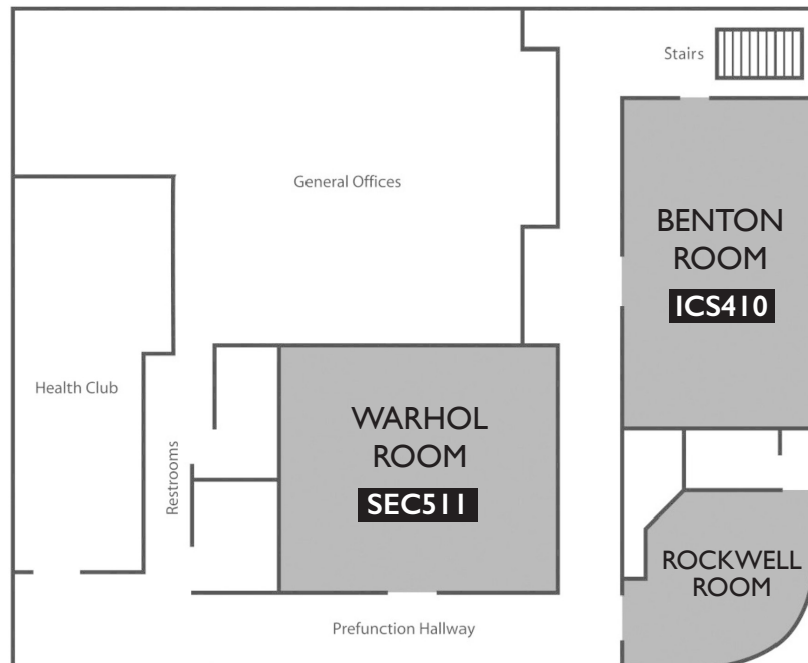 Stairs
General Offices
BENTON
ROOM
ICS410
Health Club
Restrooms
WARHOL
ROOM
SEC511
ROCKWELL
ROOM
Prefunction Hallway